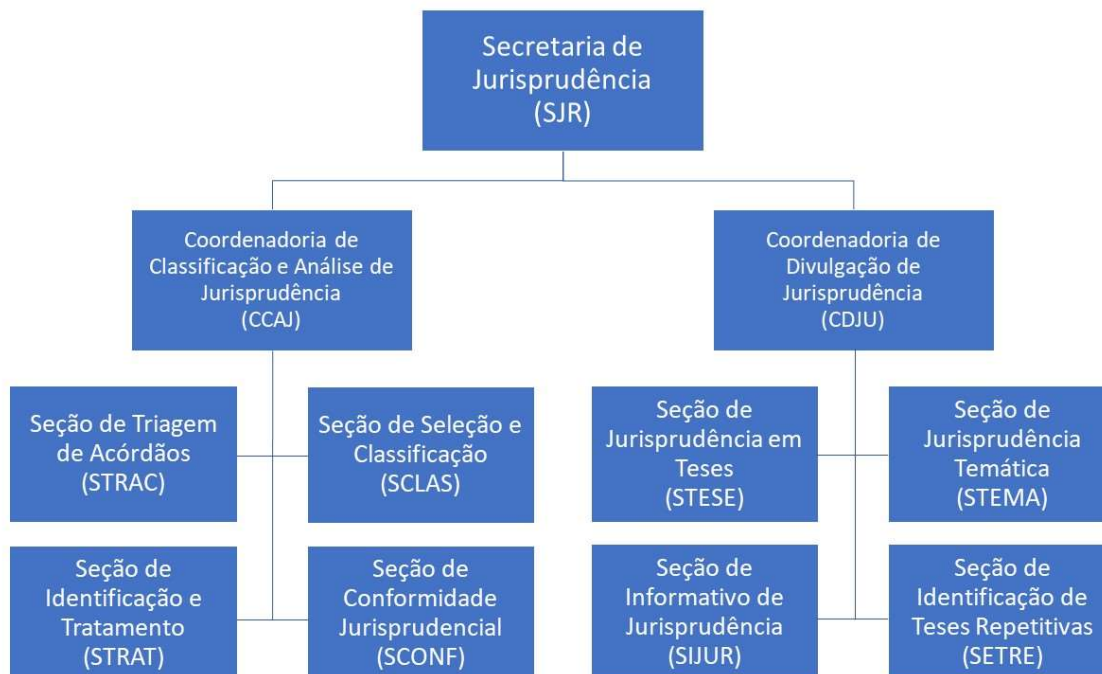 Secretaria de
Jurisprudência
(SJR)
Coordenadoria de
Classificação e Análise de
Jurisprudência
(CCAJ)
Coordenadoria de
Divulgação de
Jurisprudência
(CDJU)
Seção de Triagem
de Acórdãos
(STRAC)
Seção de Seleção e
Classificação
(SCLAS)
Seção de
Jurisprudência em
Teses
(STESE)
Seção de
Jurisprudência
Temática
(STEMA)
Seção de
Identificação e
Tratamento
(STRAT)
Seção de
Conformidade
Jurisprudencial
(SCONF)
Seção de
Informativo de
Jurisprudência
(SIJUR)
Seção de
Identificação de
Teses Repetitivas
(SETRE)